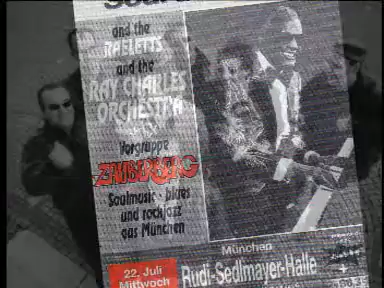 and the
RAELETTS
and the
RAY CHARLES
ORCHESTRA
Vorgruppe
Soulmusic blues
und rockjazz
aus München
22. Juli
Mittwoch
München
Rudi-Sedlmayer-Halle